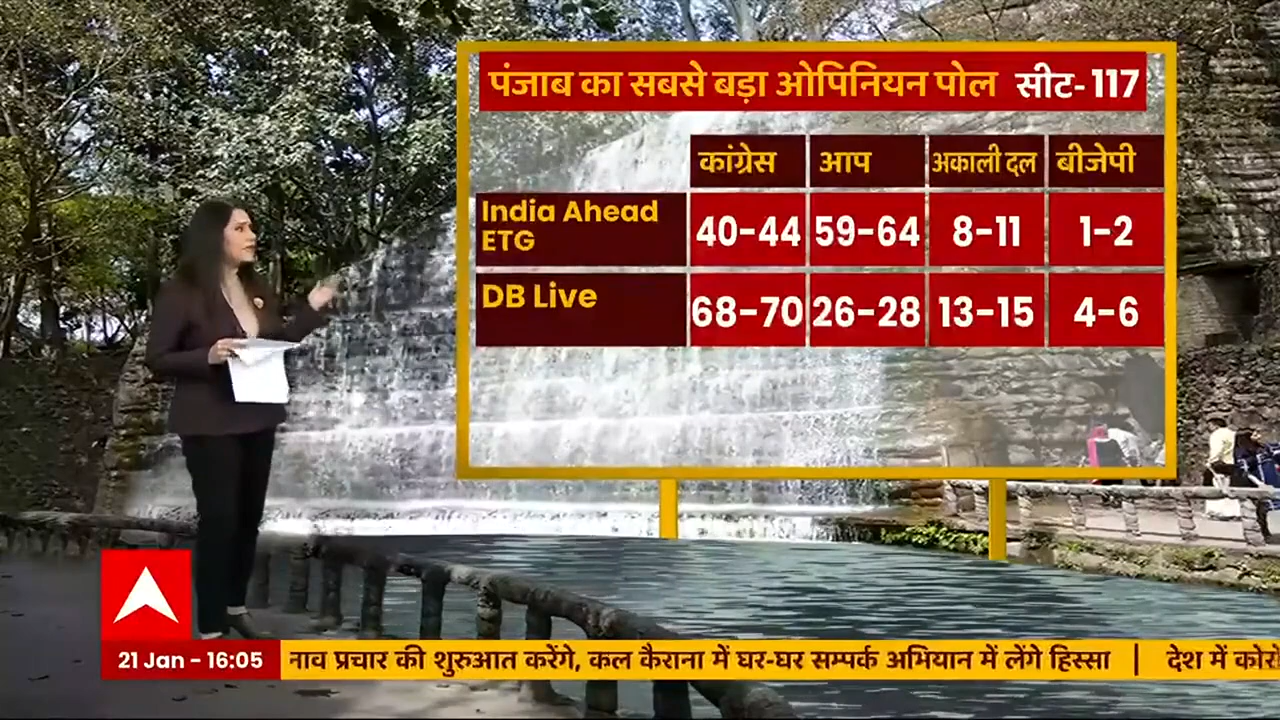 पंजाब का सबसे बड़ा ओपिनियन पोल सीट- 117
कांग्रेस आप अकाली दल बीजेपी
India Ahead
ETG
40-44 59-64 8-11 1-2
DB Live 68-70 26-28 13-15 4-6
21 Jan - 16:05 नाव प्रचार की शुरुआत करेंगे, कल कैराना में घर-घर सम्पर्क अभियान में लेंगे हिस्सा | देश में